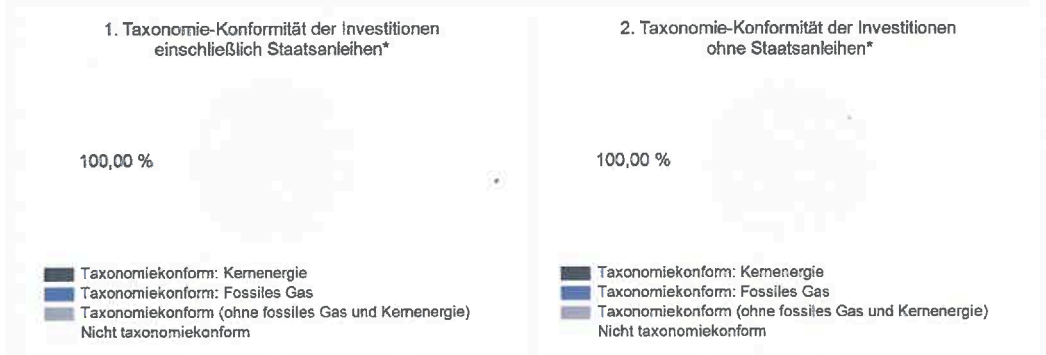 1. Taxonomie-Konformität der Investitionen
einschließlich Staatsanleihen*
100,00 %
Taxonomiekonform: Kernenergie
Taxonomiekonform: Fossiles Gas
Taxonomiekonform (ohne fossiles Gas und Kernenergie)
Nicht taxonomiekonform
2. Taxonomie-Konformität der Investitionen
ohne Staatsanleihen*
100,00 %
Taxonomiekonform: Kernenergie
Taxonomiekonform: Fossiles Gas
Taxonomiekonform (ohne fossiles Gas und Kernenergie)
Nicht taxonomiekonform